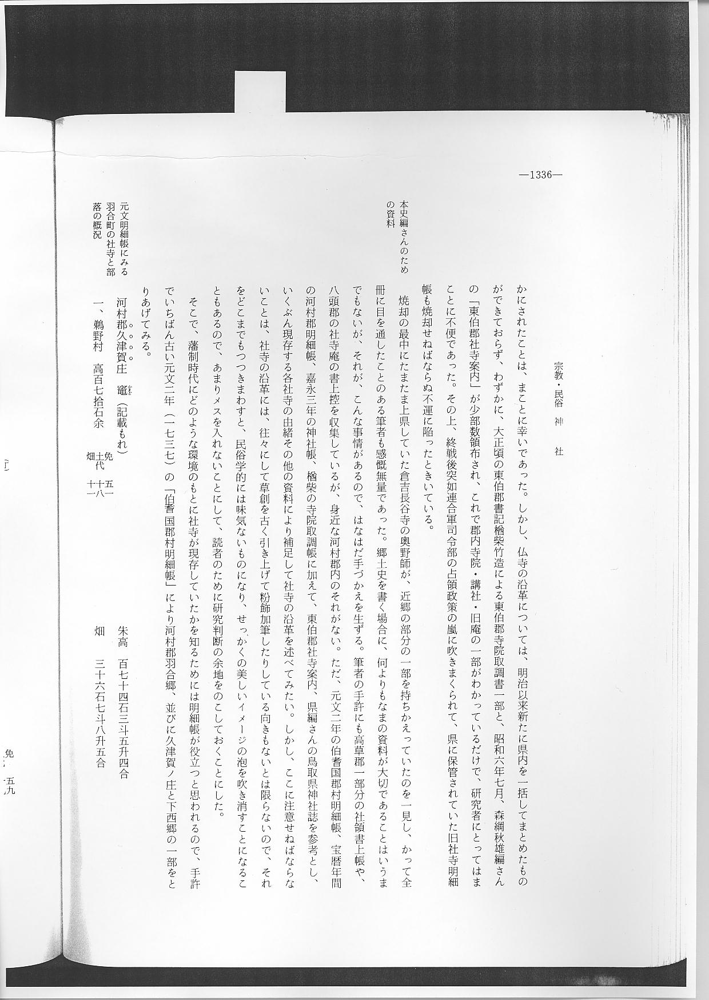 —1336—
宗教・民俗 神 社
かにされたことは、まことに幸いであった。しかし、仏寺の沿革については、明治以来新たに県内を一括してまとめたもの
ができておらず、わずかに、大正頃の東伯郡書記楢柴竹造による東伯郡寺院取調書一部と、昭和六年七月、森綱秋雄編さん
の「東伯郡社寺案内」が少部数領布され、これで郡内寺院・講社・旧庵の一部がわかっているだけで、研究者にとってはま
ことに不便であった。その上、終戦後突如連合軍司令部の占領政策の嵐に吹きまくられて、県に保管されていた旧社寺明細
帳も焼却せねばならぬ不運に陥ったときいている。
本史編さんのため
の資料
焼却の最中にたまたま上県していた倉吉長谷寺の奥野師が、近郷の部分の一部を持ちかえっていたのを一見し、かって全
冊に目を通したことのある筆者も感慨無量であった。郷土史を書く場合に、何よりもなまの資料が大切であることはいうま
でもないが、それが、こんな事情があるので、はなはだ手づかえを生ずる。筆者の手許にも高草郡一部分の社領書上帳や、
八頭郡の社寺庵の書上控を収集しているが、身近な河村郡内のそれがない。ただ、元文二年の伯耆国郡村明細帳、宝暦年間
の河村郡明細帳、嘉永三年の神社帳、楢柴の寺院取調帳に加えて、東伯郡社寺案内、県編さんの鳥取県神社誌を参考とし、
いくぶん現存する各社寺の由緒その他の資料により補足して社寺の沿革を述べてみたい。しかし、ここに注意せねばならな
いことは、社寺の沿革には、往々にして草創を古く引き上げて粉飾加筆したりしている向きもないとは限らないので、それ
をどこまでもつつきまわすと、民俗学的には味気ないものになり、せっかくの美しいイメージの泡を吹き消すことになるこ
ともあるので、あまりメスを入れないことにして、読者のために研究判断の余地をのこしておくことにした。
そこで、藩制時代にどのような環境のもとに社寺が現存していたかを知るためには明細帳が役立つと思われるので、手許
でいちばん古い元文二年(一七三七)の「伯耆国郡村明細帳」により河村郡羽合郷、並びに久津賀ノ庄と下西郷の一部をと
りあげてみる。
元文明細帳にみる
羽合町の社寺と部
落の概況
河村郡久津賀庄 竈(記載もれ)
かまど
朱高 百七十四石三斗五升四合
一、鵜野村 高百七拾石余
免 五一
土代 十八
畑 十一
畑 三十六石七斗八升五合
免
五九